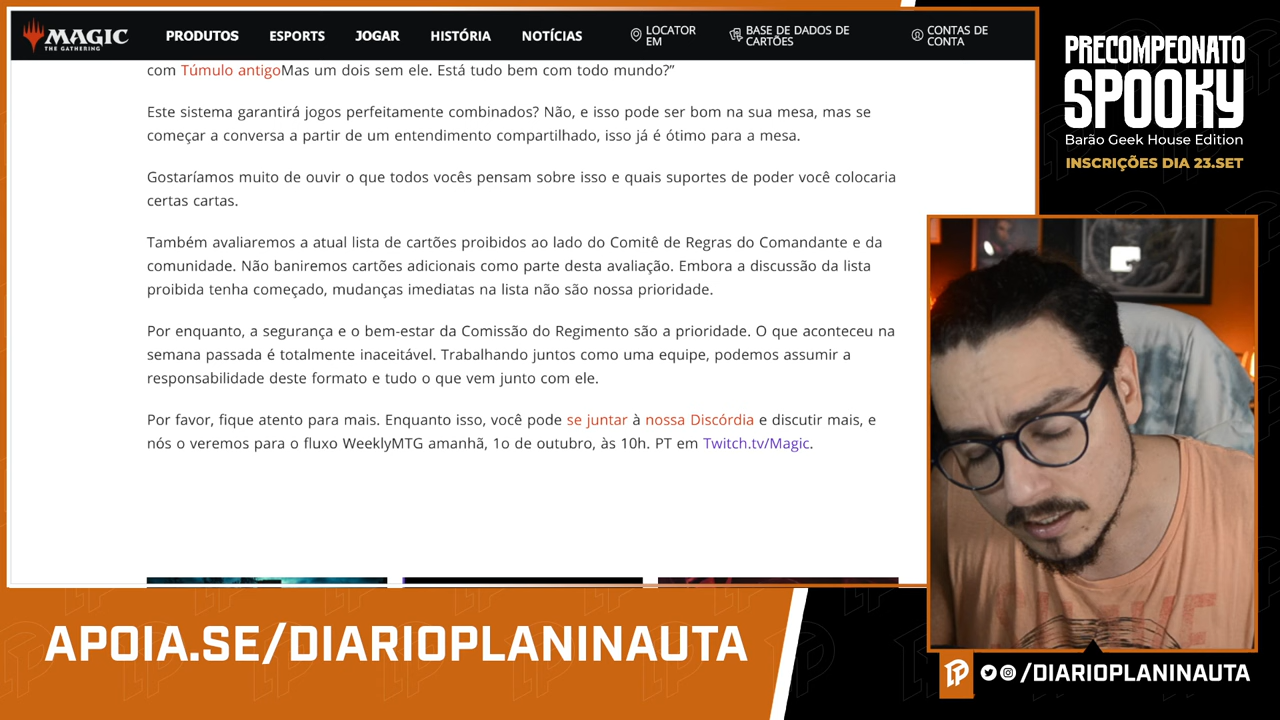 MAGIC
THE GATHERING
PRODUTOS
ESPORTS
JOGAR
HISTÓRIA
NOTÍCIAS
LOCATOR
EM
BASE DE DADOS DE
CARTÕES
CONTAS DE
CONTA
com Túmulo antigoMas um dois sem ele. Está tudo bem com todo mundo?”
Este sistema garantirá jogos perfeitamente combinados? Não, e isso pode ser bom na sua mesa, mas se
começar a conversa a partir de um entendimento compartilhado, isso já é ótimo para a mesa.
Gostaríamos muito de ouvir o que todos vocês pensam sobre isso e quais suportes de poder você colocaria
certas cartas.
Também avaliaremos a atual lista de cartões proibidos ao lado do Comitê de Regras do Comandante e da
comunidade. Não baniremos cartões adicionais como parte desta avaliação. Embora a discussão da lista
proibida tenha começado, mudanças imediatas na lista não são nossa prioridade.
Por enquanto, a segurança e o bem-estar da Comissão do Regimento são a prioridade. O que aconteceu na
semana passada é totalmente inaceitável. Trabalhando juntos como uma equipe, podemos assumir a
responsabilidade deste formato e tudo o que vem junto com ele.
Por favor, fique atento para mais. Enquanto isso, você pode se juntar à nossa Discórdia e discutir mais, e
nós o veremos para o fluxo WeeklyMTG amanhã, 1o de outubro, às 10h. PT em Twitch.tv/Magic.
PRECOMPEONATO
SPOOKY
Barão Geek House Edition
INSCRIÇÕES DIA 23.SET
APOIA.SE/DIARIOPLANINAUTA
/DIARIOPLANINAUTA